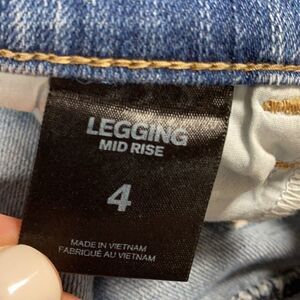 LEGGING
MID RISE
4
MADE IN VIETNAM
FABRIQUÉ AU VIETNAM